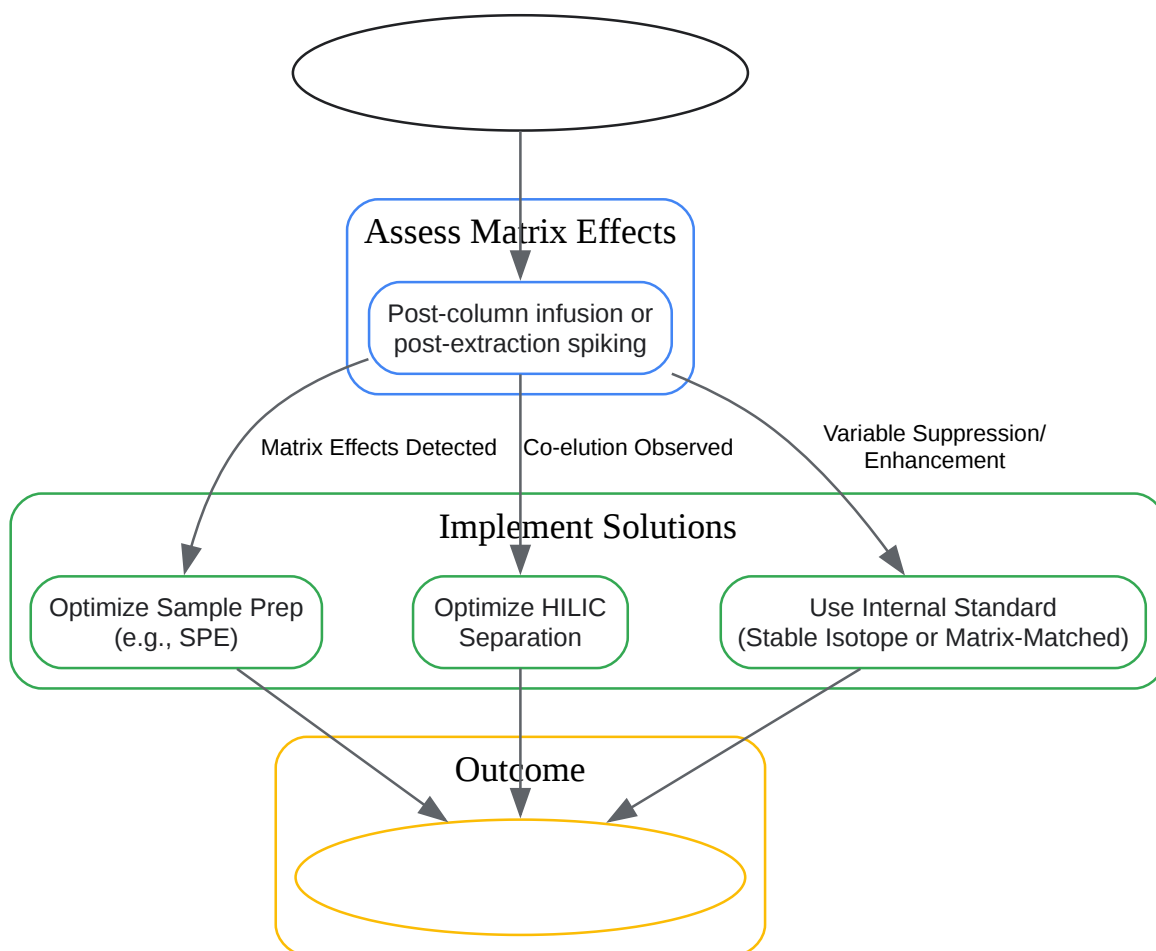 Assess Matrix Effects
Post-column infusion or
post-extraction spiking
Matrix Effects Detected
Co-elution Observed
Variable Suppression/
Enhancement
Implement Solutions
Optimize Sample Prep
(e.g., SPE)
Optimize HILIC
Separation
Use Internal Standard
(Stable Isotope or Matrix-Matched)
Outcome